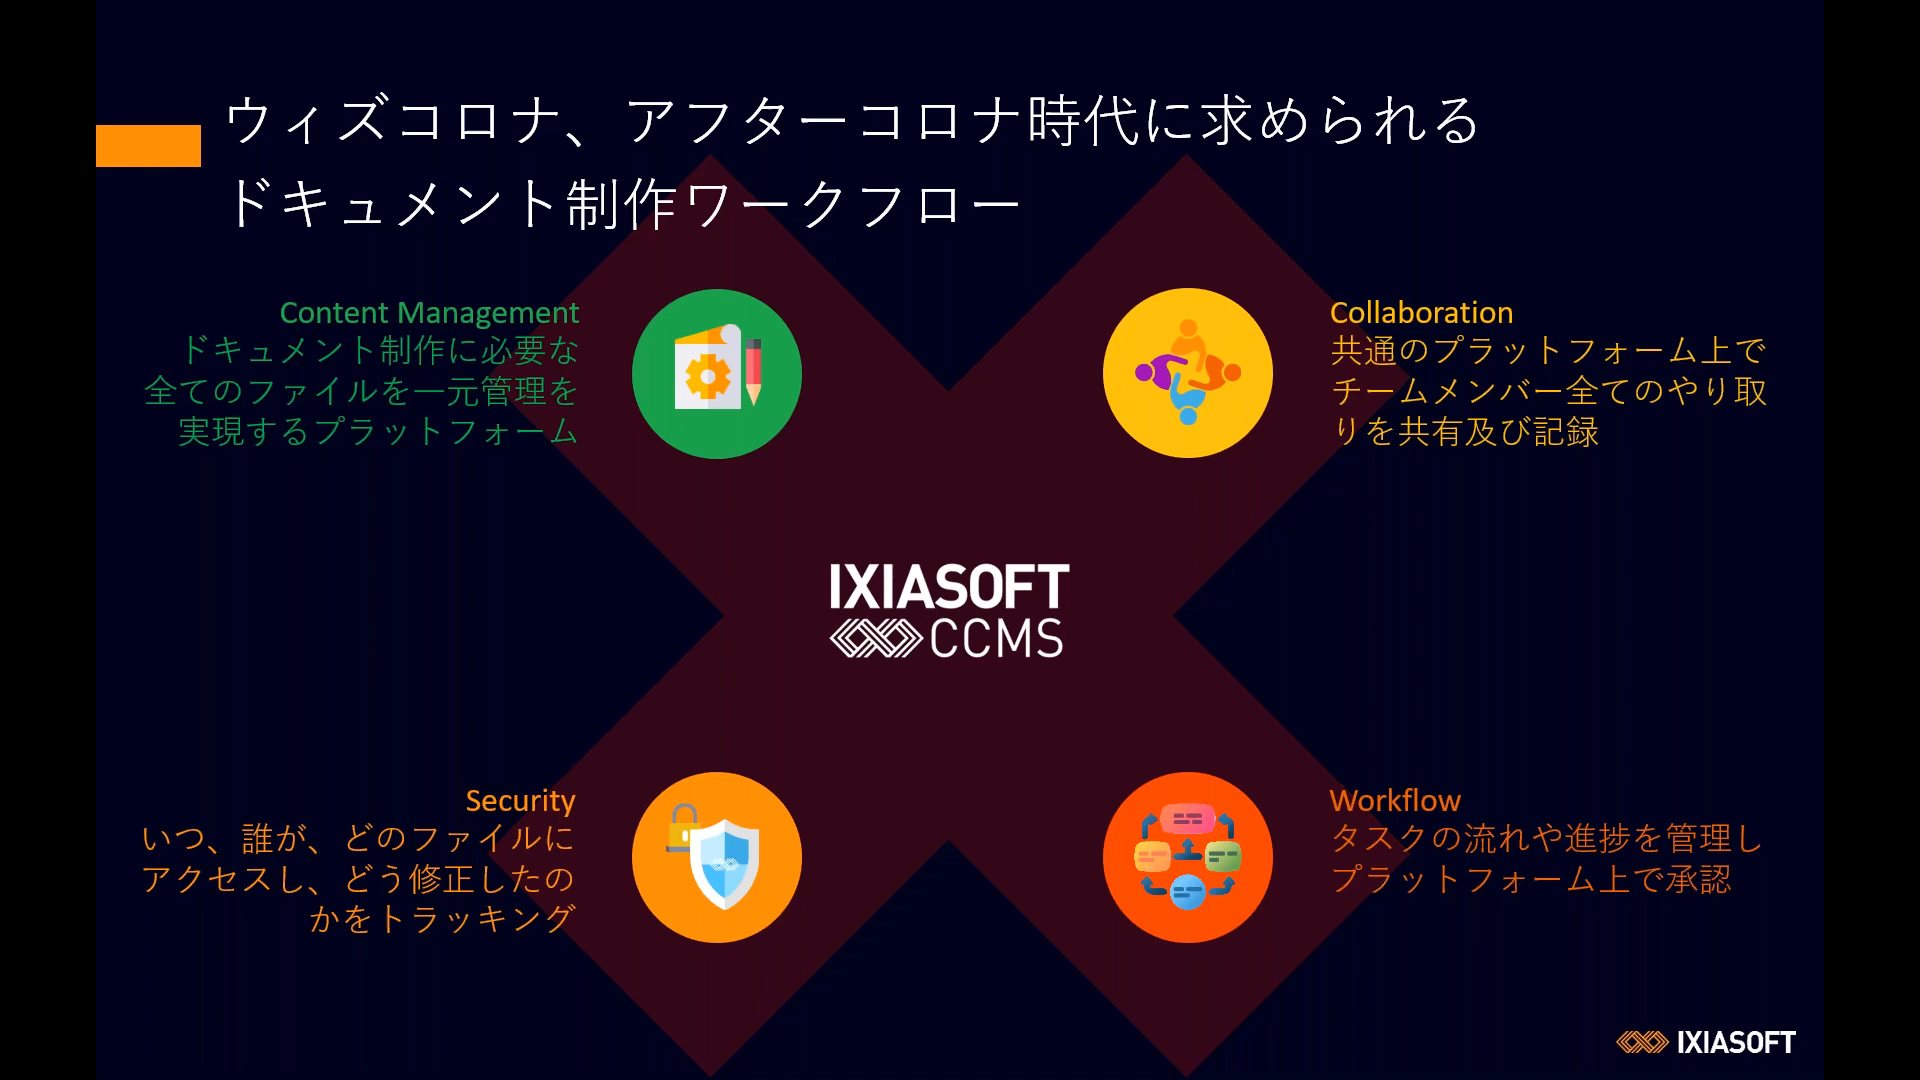 ウィズコロナ、アフターコロナ時代に求められる
ドキュメント制作ワークフロー
Content Management
ドキュメント制作に必要な
全てのファイルを一元管理を
実現するプラットフォーム
Collaboration
共通のプラットフォーム上で
チームメンバー全てのやり取
りを共有及び記録
IXIASOFT
CCMS
Security
いつ、誰が、どのファイルに
アクセスし、どう修正したの
かをトラッキング
Workflow
タスクの流れや進捗を管理し
プラットフォーム上で承認
IXIASOFT